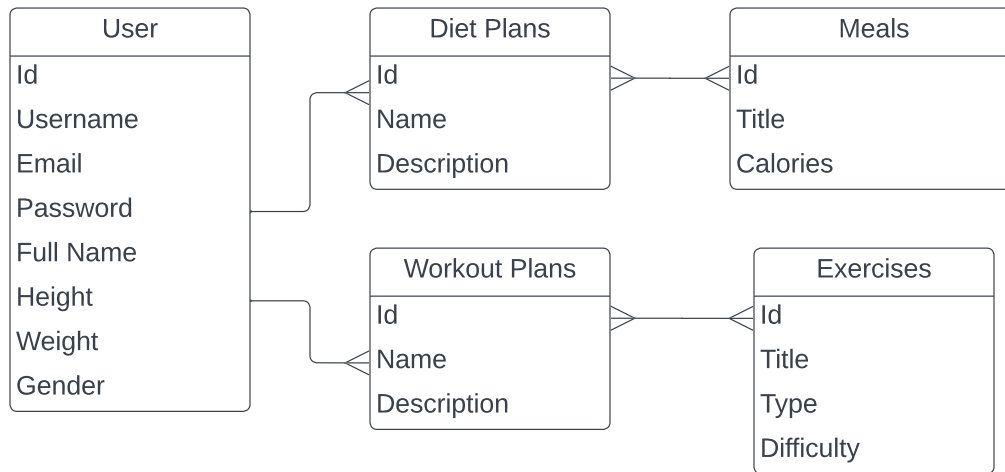 User
Id
Username
Email
Password
Full Name
Height
Weight
Gender
Diet Plans
Id
Name
Description
Meals
Id
Title
Calories
Workout Plans
Id
Name
Description
Exercises
Id
Title
Type
Difficulty